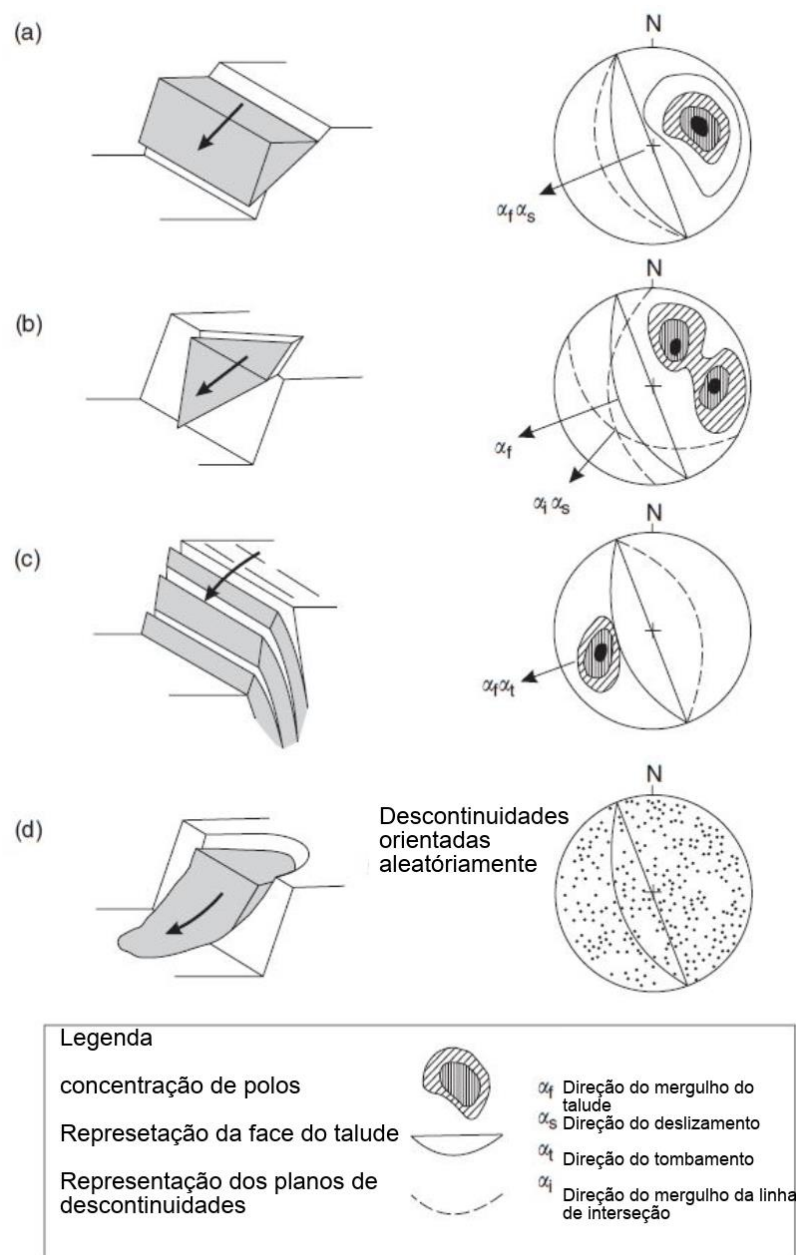 (a)
N
αf αs
(b)
N
αf
αi αs
(c)
N
αf αt
(d)
Descontinuidades
orientadas
aleatóriamente
N
Legenda
concentração de polos
Represetação da face do talude
Representação dos planos de
descontinuidades
αf Direção do mergulho do
talude
αs Direção do deslizamento
αt Direção do tombamento
αi Direção do mergulho da linha
de interseção